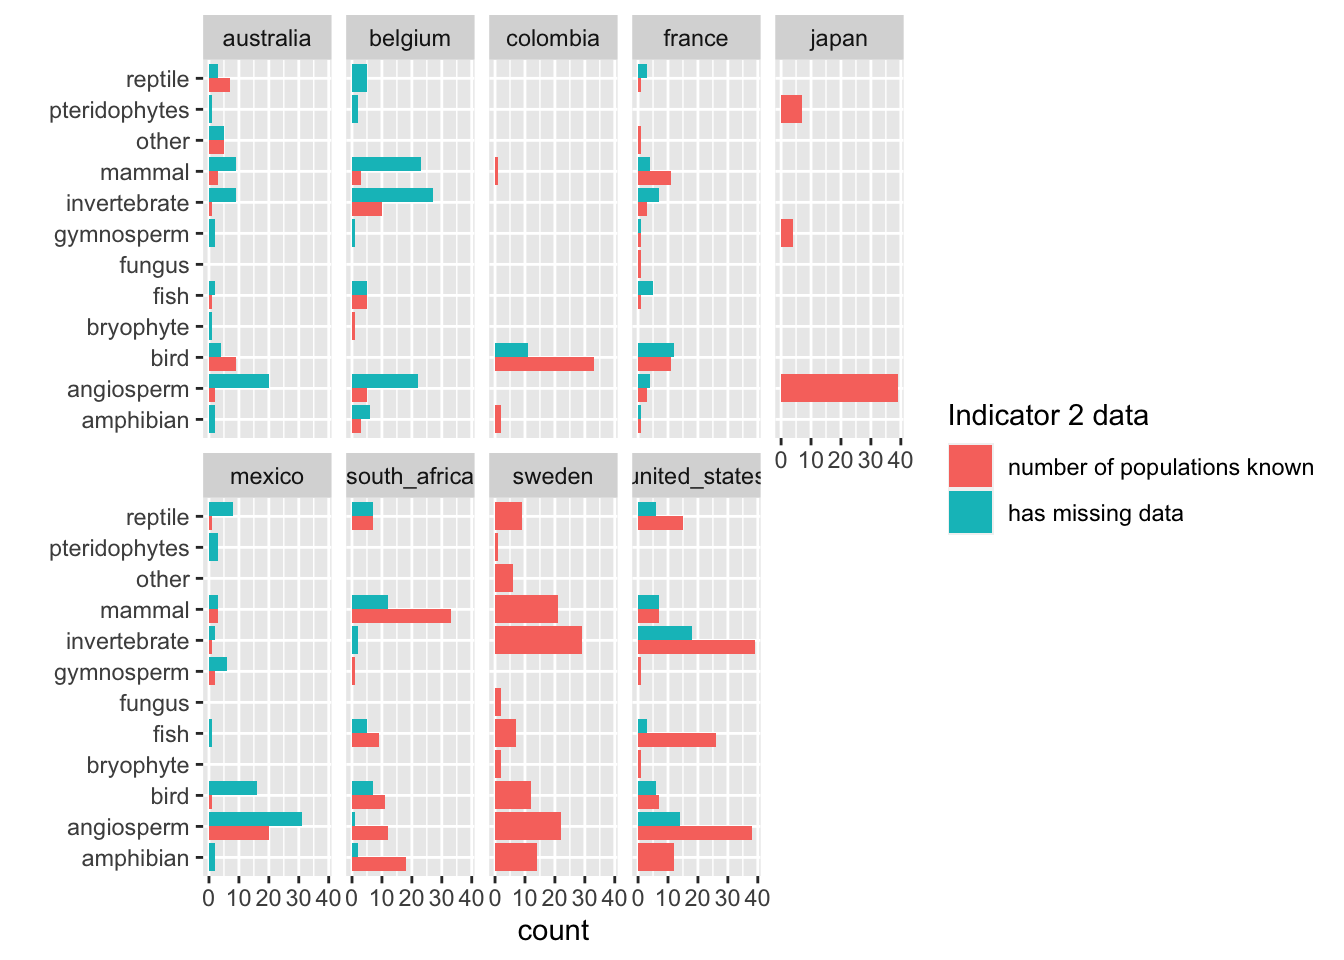 australia belgium colombia france japan
reptile
pteridophytes
other
mammal
invertebrate
gymnosperm
fungus
fish
bryophyte
bird
angiosperm
amphibian
0 10 20 30 40
mexico south_africa sweden united_states
reptile
pteridophytes
other
mammal
invertebrate
gymnosperm
fungus
fish
bryophyte
bird
angiosperm
amphibian
0 10 20 30 40 0 10 20 30 40 0 10 20 30 40 0 10 20 30 40
count
Indicator 2 data
number of populations known
has missing data